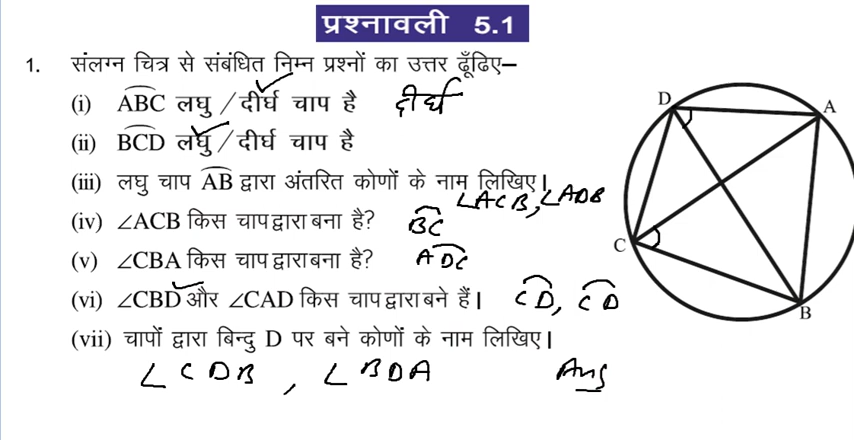 प्रश्नावली 5.1
1. संलग्न चित्र से संबंधित निम्न प्रश्नों का उत्तर ढूँढिए–
(i) ABC लघु / दीर्घ चाप है दीर्घ
(ii) BCD लघु / दीर्घ चाप है
(iii) लघु चाप AB द्वारा अंतरित कोणों के नाम लिखिए।
∠ACB, ∠ADB
(iv) ∠ACB किस चाप द्वारा बना है? BC
(v) ∠CBA किस चाप द्वारा बना है? ADC
(vi) ∠CBD और ∠CAD किस चाप द्वारा बने हैं। CD, CD
(vii) चापों द्वारा बिन्दु D पर बने कोणों के नाम लिखिए।
∠CDB, ∠BDA Ans
D
A
C
B